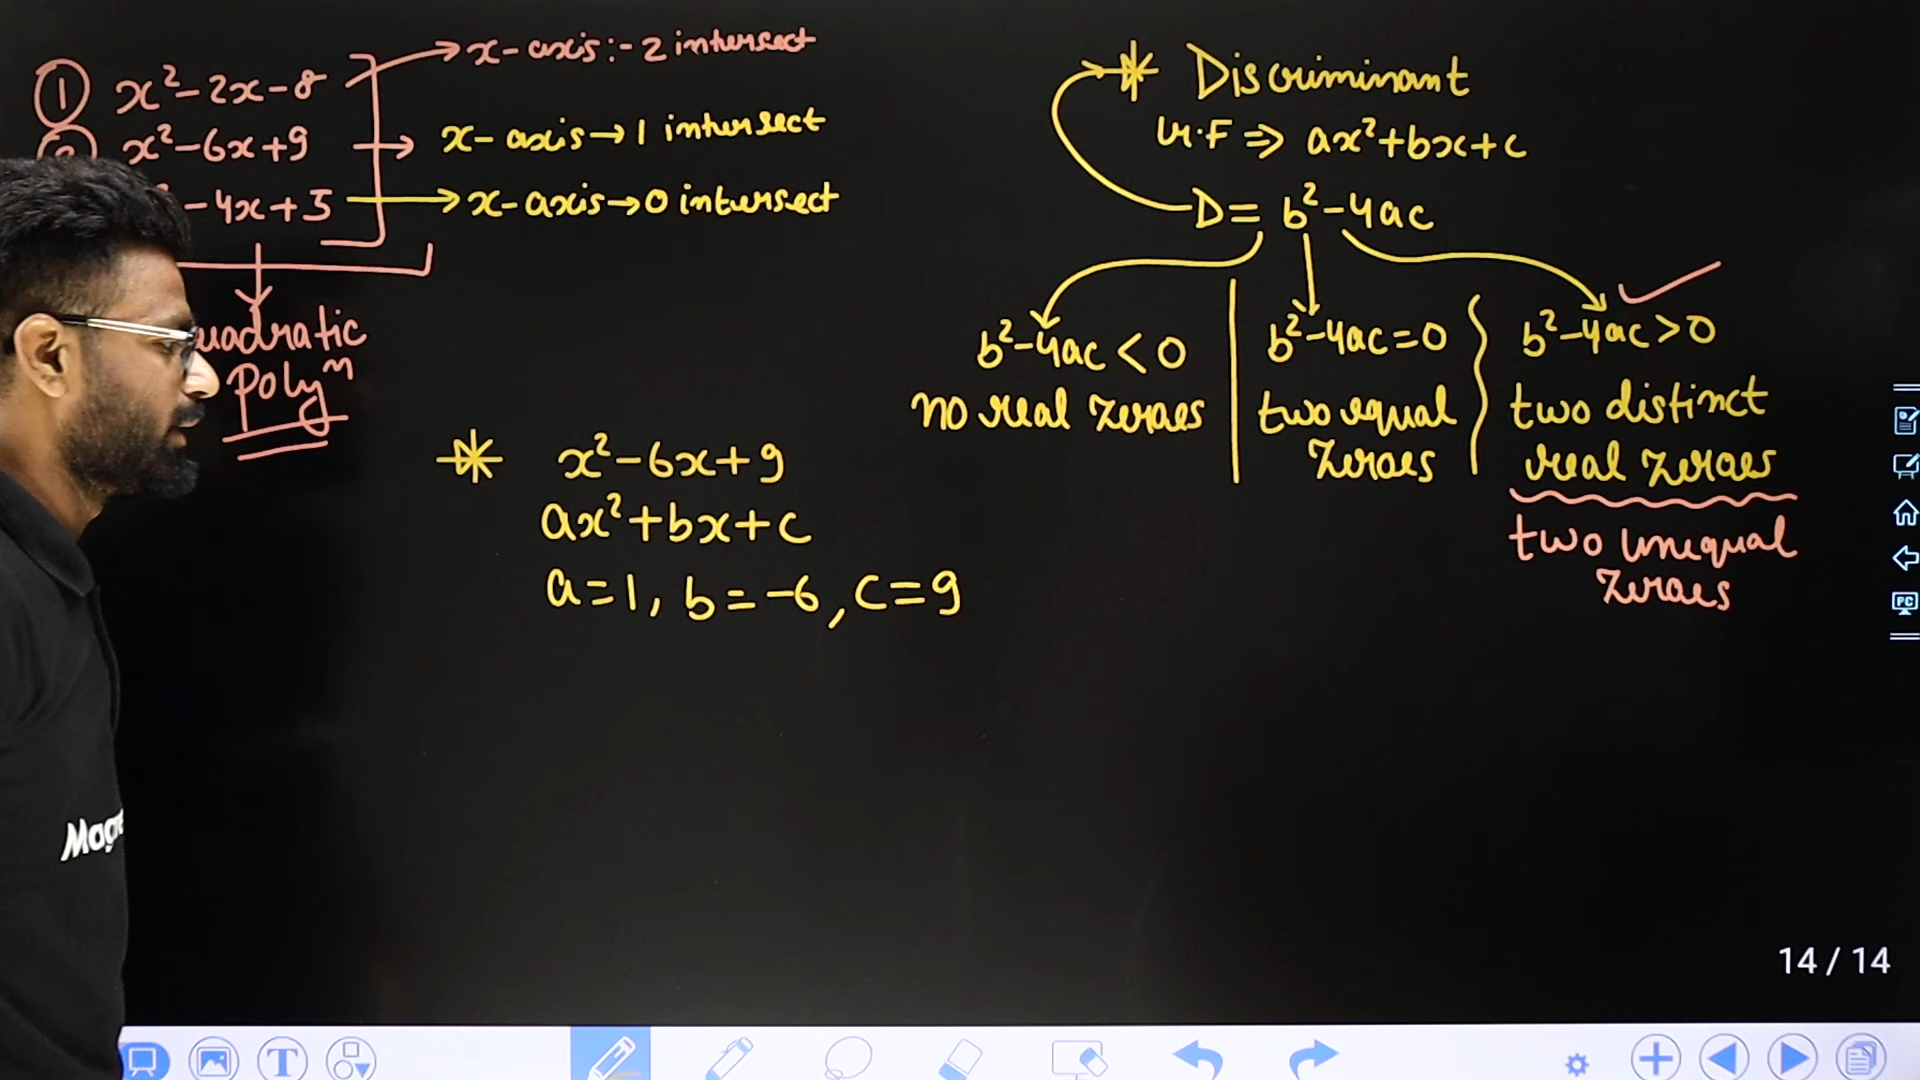 ① x²-2x-8
x-axis:- 2 intersect
x²-6x+9
x-axis→1 intersect
-4x+5
x-axis→0 intersect
uadratic
Polyⁿ
* Discriminant
⇒ ax²+bx+c
D= b²-4ac
b²-4ac < 0
no real zeroes
b²-4ac=0
two equal
zeroes
b²-4ac>0
two distinct
real zeroes
two unequal
zeroes
* x²-6x+9
ax²+bx+c
a=1, b=-6, c=9
14 / 14
T
PC